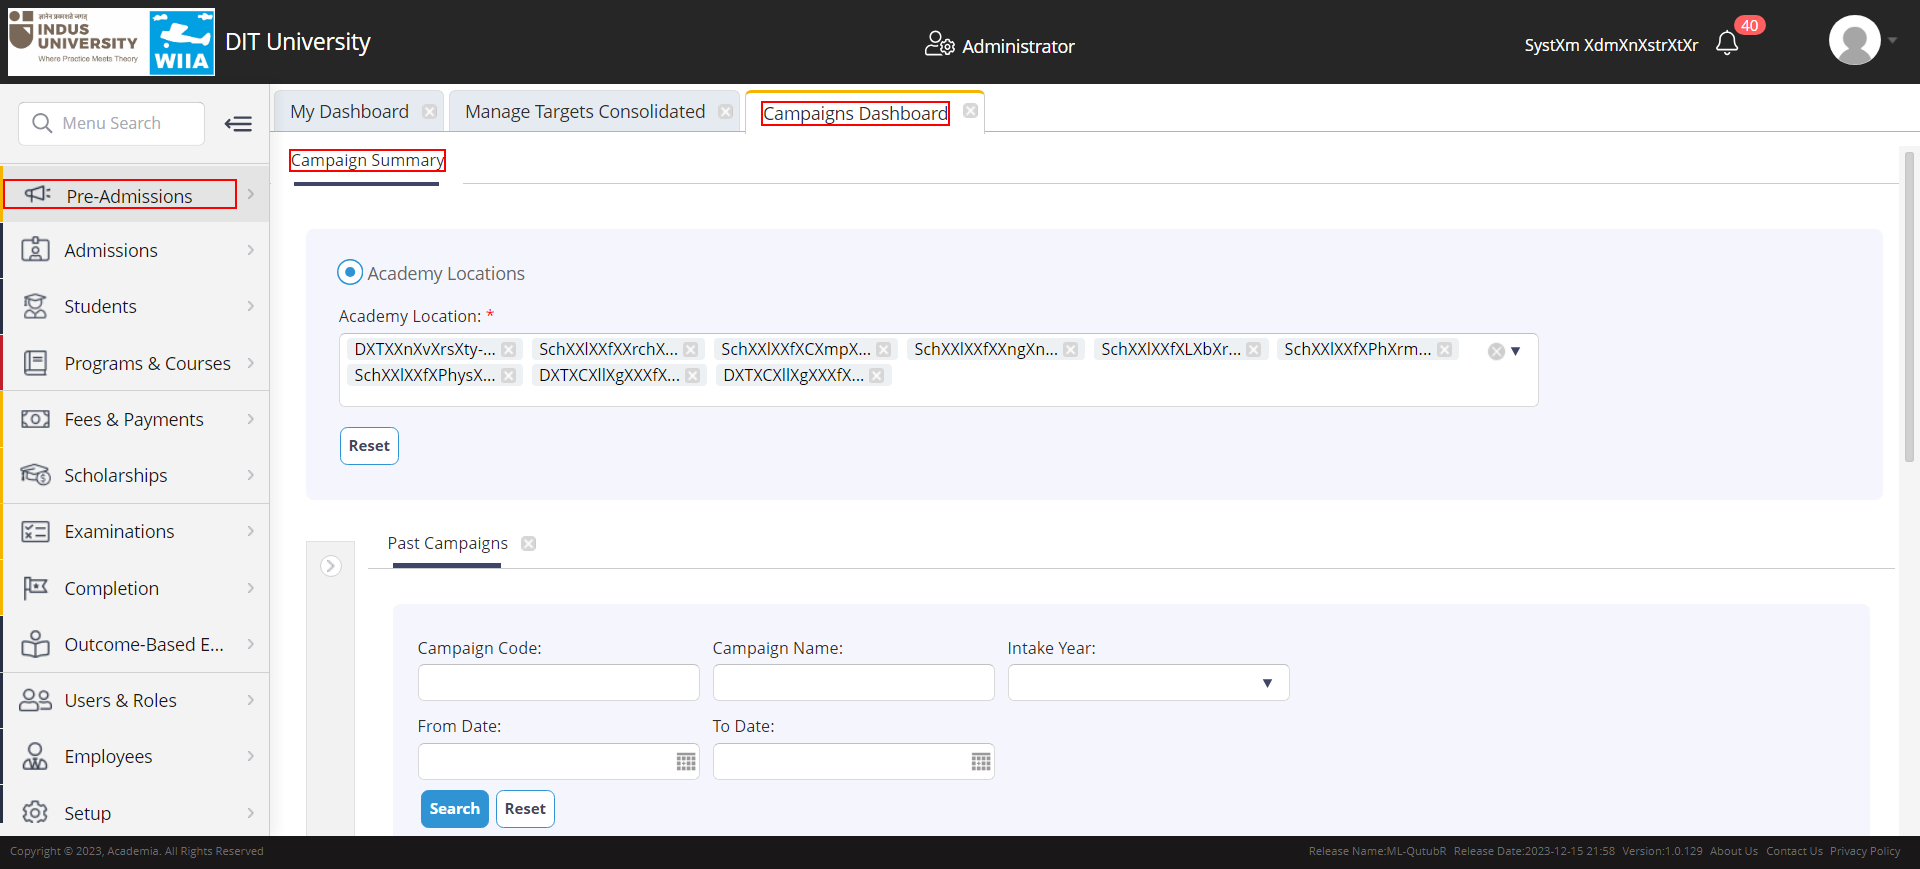 ज्ञानेन प्रकाशते जगत्
INDUS
UNIVERSITY
Where Practice Meets Theory
WIIA
DIT University
Administrator
SystXm XdmXnXstrXtXr
40
Menu Search
My Dashboard
Manage Targets Consolidated
Campaigns Dashboard
Campaign Summary
Pre-Admissions
Admissions
Students
Programs & Courses
Fees & Payments
Scholarships
Examinations
Completion
Outcome-Based E...
Users & Roles
Employees
Setup
Academy Locations
Academy Location: *
DXTXXnXvXrsXty-... SchXXlXXfXXrchX... SchXXlXXfXCXmpX... SchXXlXXfXXngXn... SchXXlXXfXLXbXr... SchXXlXXfXPhXrm...
SchXXlXXfXPhysX... DXTXCXllXgXXXfX... DXTXCXllXgXXXfX...
Reset
Past Campaigns
Campaign Code: Campaign Name: Intake Year:
From Date: To Date:
Search Reset
Copyright © 2023, Academia. All Rights Reserved
Release Name:ML-QutubR Release Date:2023-12-15 21:58 Version:1.0.129 About Us Contact Us Privacy Policy